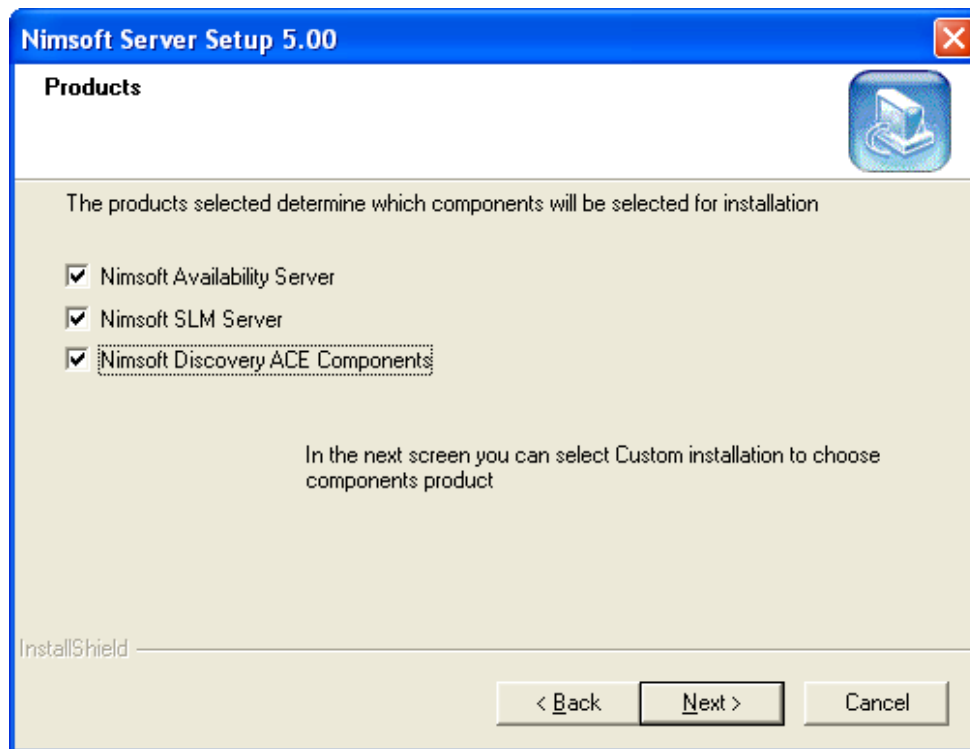 Nimsoft Server Setup 5.00
Products
The products selected determine which components will be selected for installation
Nimsoft Availability Server
Nimsoft SLM Server
Nimsoft Discovery ACE Components
In the next screen you can select Custom installation to choose
components product
InstallShield
< Back
Next >
Cancel